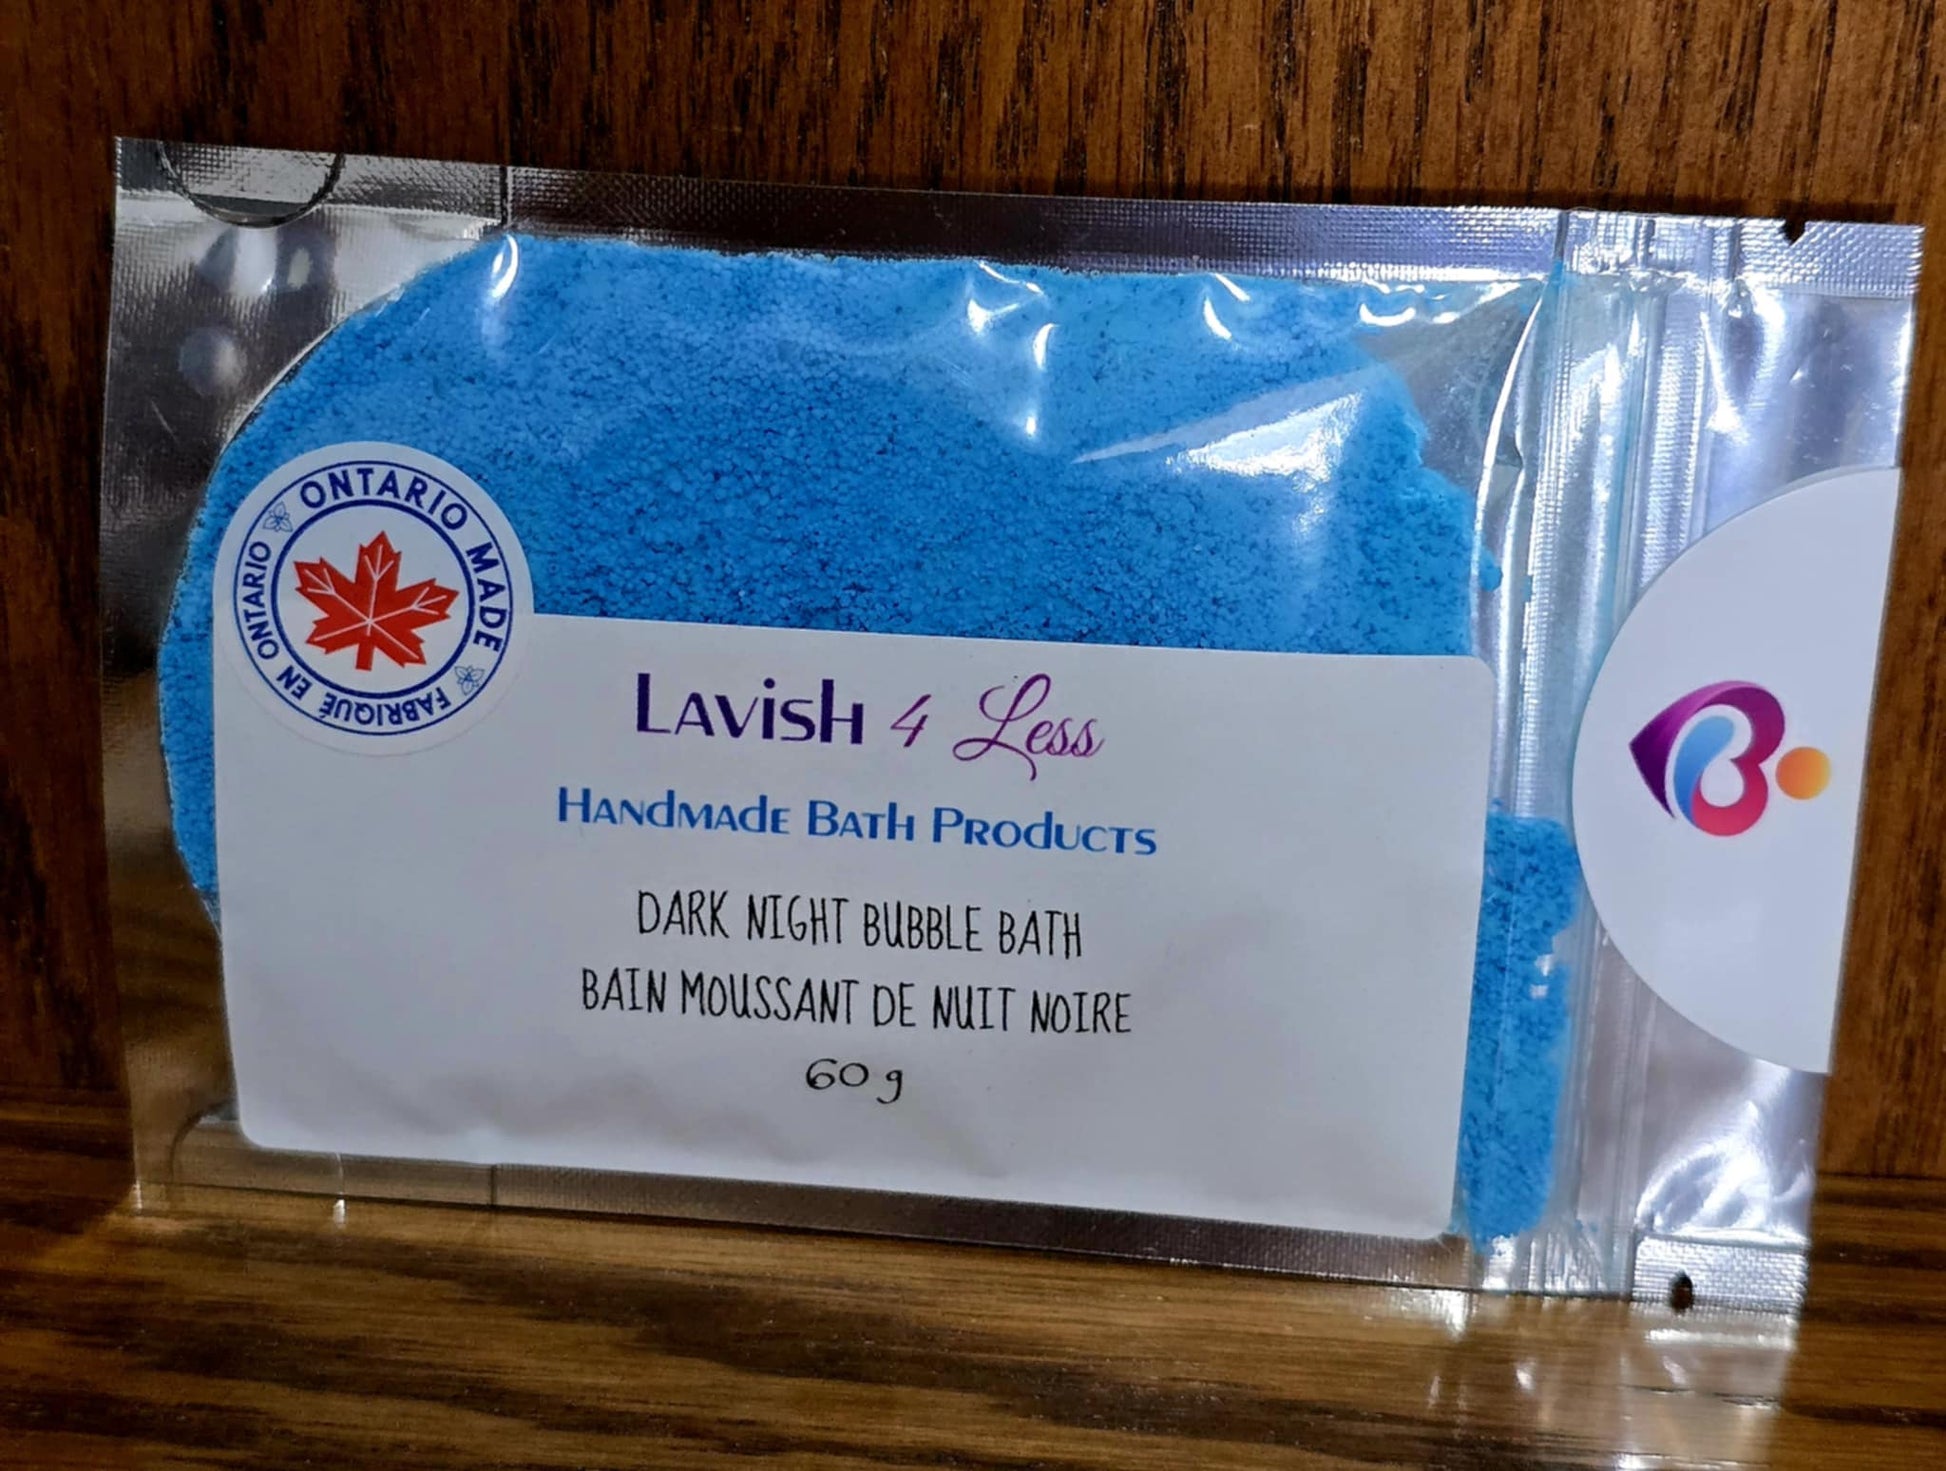 ONTARIO MADE
FABRIQUÉ EN ONTARIO
Lavish 4 Less
Handmade Bath Products
DARK NIGHT BUBBLE BATH
BAIN MOUSSANT DE NUIT NOIRE
60 g
B